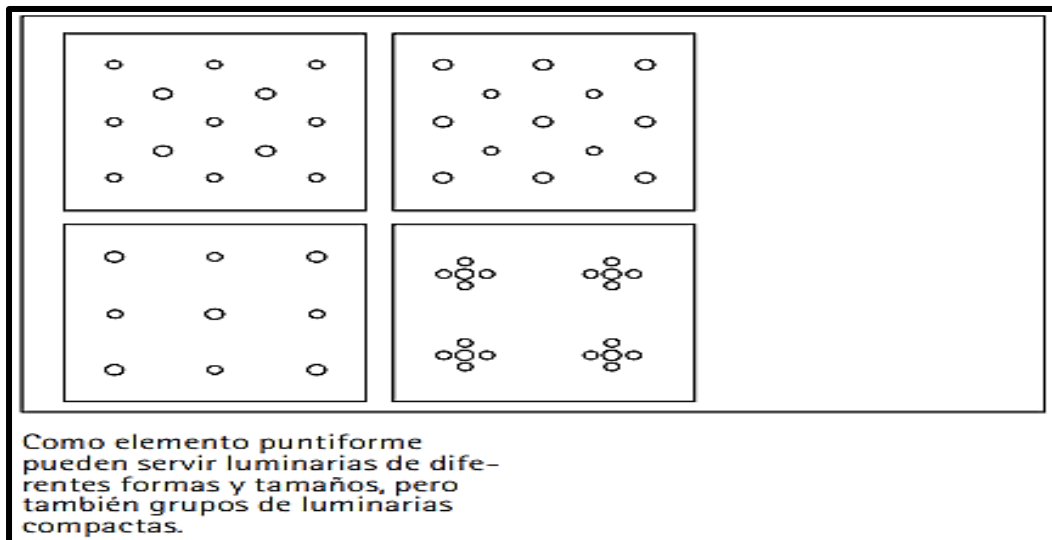 Como elemento puntiforme
pueden servir luminarias de dife-
rentes formas y tamaños, pero
también grupos de luminarias
compactas.